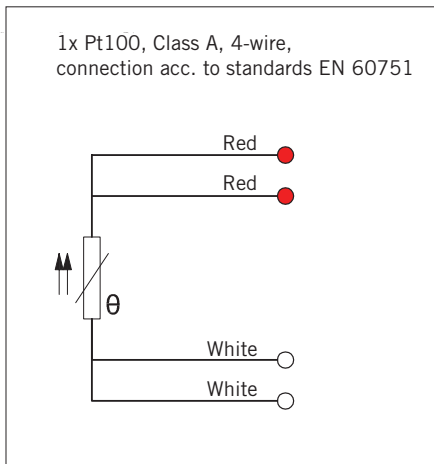 1x Pt100, Class A, 4-wire,
connection acc. to standards EN 60751
Red
Red
θ
White
White